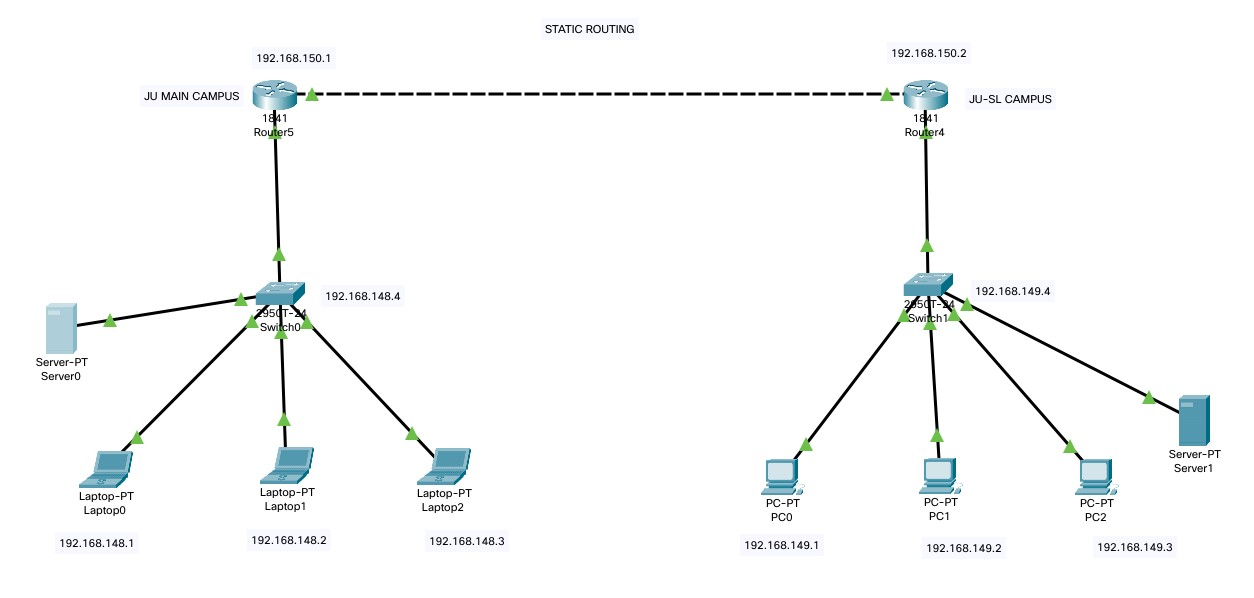 STATIC ROUTING
192.168.150.1
192.168.150.2
JU MAIN CAMPUS
JU-SL CAMPUS
1841
Router5
1841
Router4
192.168.148.4
2950T-24
Switch0
192.168.149.4
2950T-24
Switch1
Server-PT
Server0
Server-PT
Server1
Laptop-PT
Laptop0
Laptop-PT
Laptop1
Laptop-PT
Laptop2
PC-PT
PC0
PC-PT
PC1
PC-PT
PC2
192.168.148.1
192.168.148.2
192.168.148.3
192.168.149.1
192.168.149.2
192.168.149.3